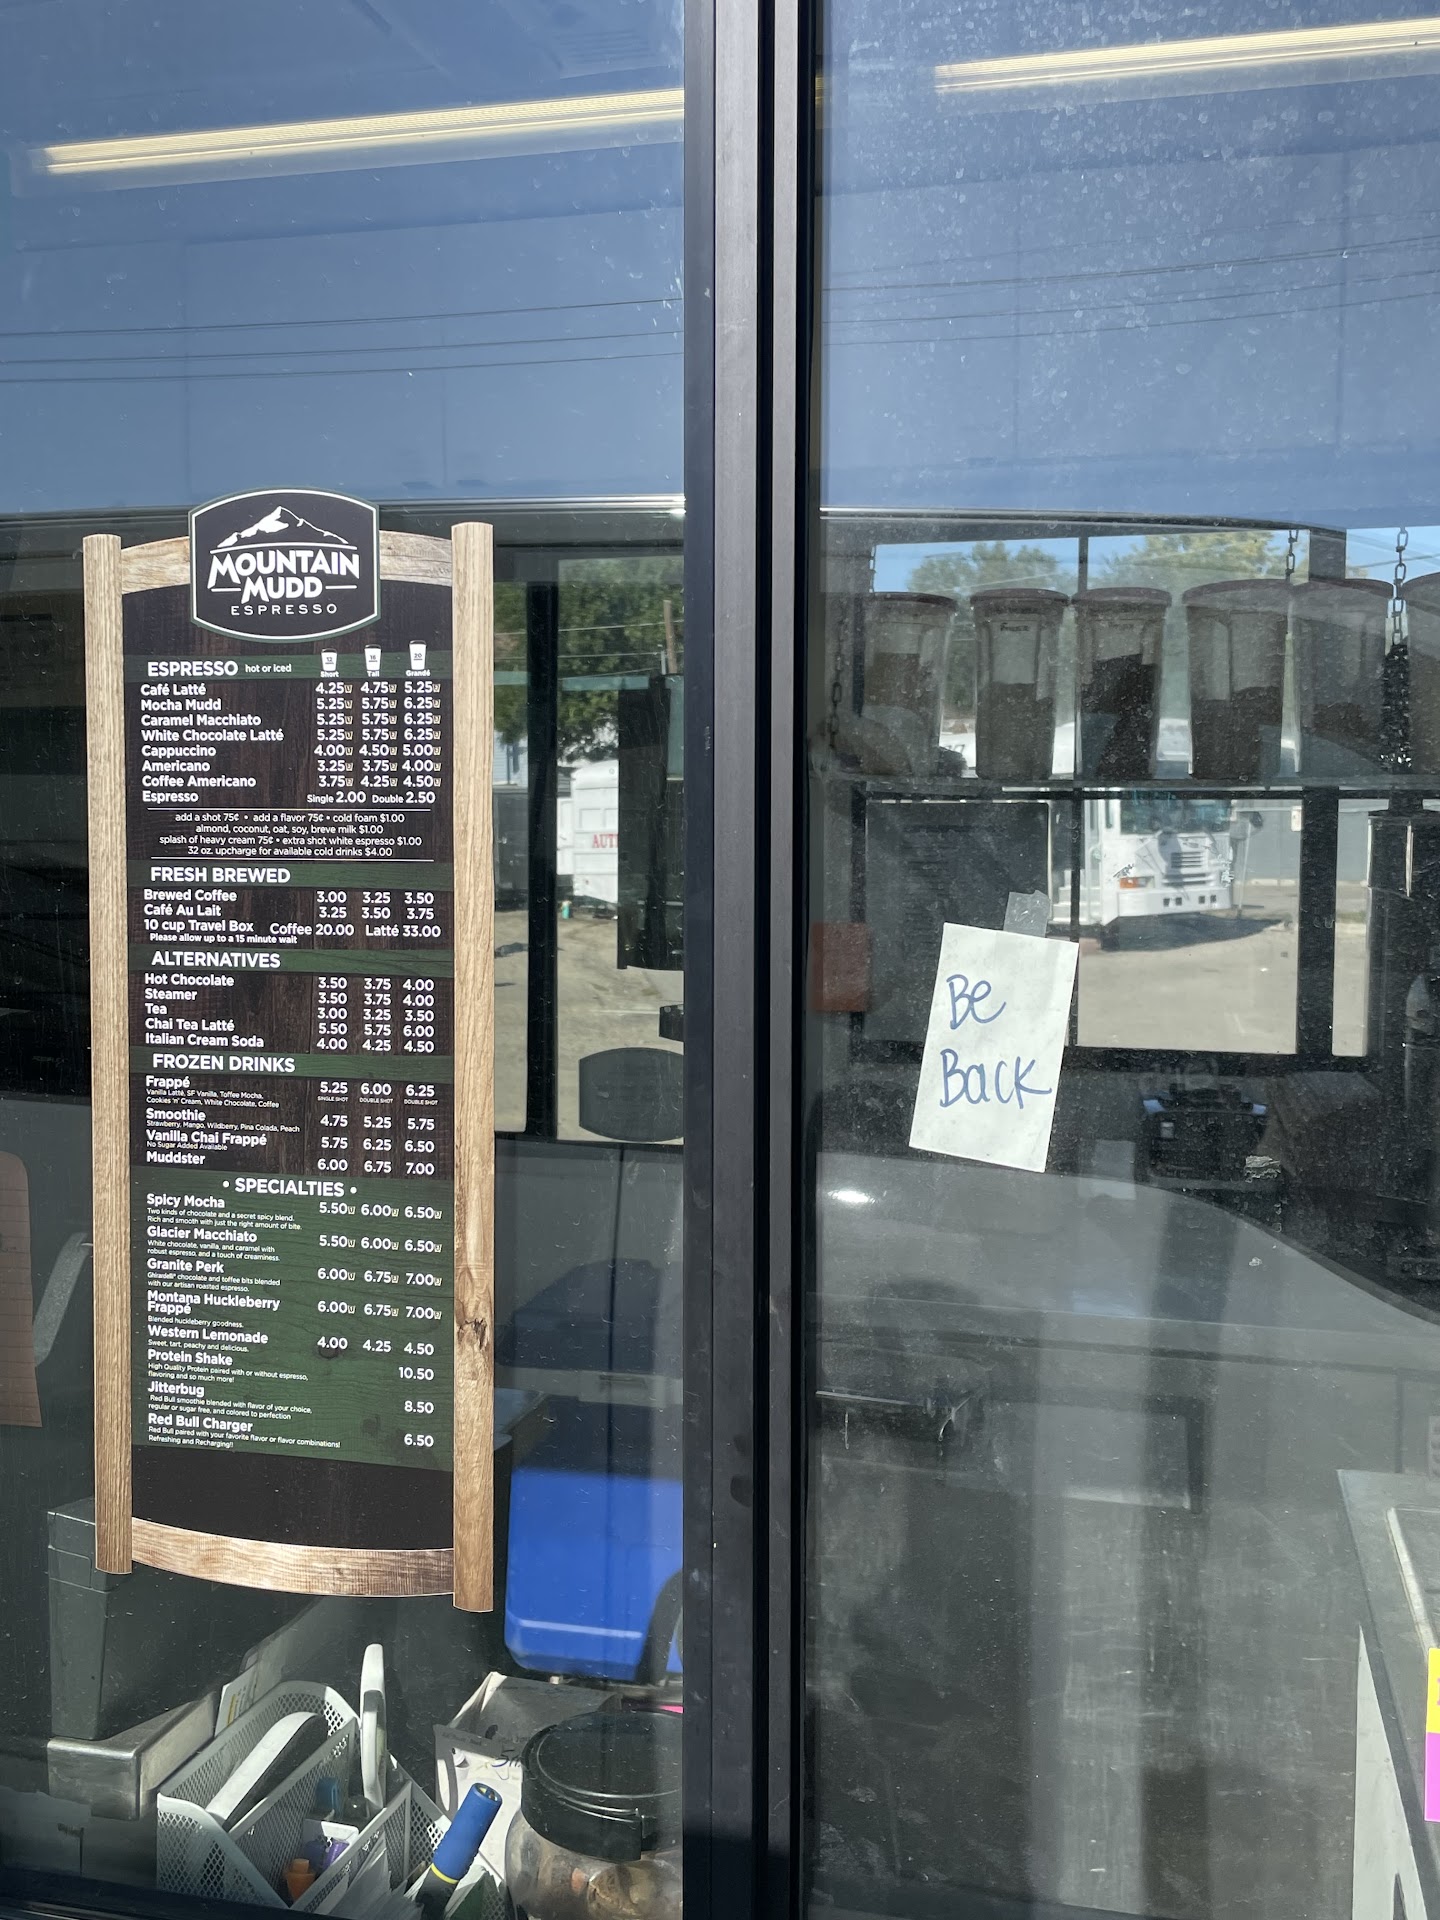 MOUNTAIN
MUDD
ESPRESSO
ESPRESSO hot or iced
12 16 20
Short Tall Grandé
Café Latté 4.25 4.75 5.25
Mocha Mudd 5.25 5.75 6.25
Caramel Macchiato 5.25 5.75 6.25
White Chocolate Latté 5.25 5.75 6.25
Cappuccino 4.00 4.50 5.00
Americano 3.25 3.75 4.00
Coffee Americano 3.75 4.25 4.50
Espresso Single 2.00 Double 2.50
add a shot 75¢ • add a flavor 75¢ • cold foam $1.00
almond, coconut, oat, soy, breve milk $1.00
splash of heavy cream 75¢ • extra shot white espresso $1.00
32 oz. upcharge for available cold drinks $4.00
FRESH BREWED
Brewed Coffee 3.00 3.25 3.50
Café Au Lait 3.25 3.50 3.75
10 cup Travel Box Coffee 20.00 Latté 33.00
Please allow up to a 15 minute wait
ALTERNATIVES
Hot Chocolate 3.50 3.75 4.00
Steamer 3.50 3.75 4.00
Tea 3.00 3.25 3.50
Chai Tea Latté 5.50 5.75 6.00
Italian Cream Soda 4.00 4.25 4.50
FROZEN DRINKS
Frappé 5.25 6.00 6.25
Vanilla Latté, SF Vanilla, Toffee Mocha, SINGLE SHOT DOUBLE SHOT DOUBLE SHOT
Cookies 'n' Cream, White Chocolate, Coffee
Smoothie 4.75 5.25 5.75
Strawberry, Mango, Wildberry, Pina Colada, Peach
Vanilla Chai Frappé 5.75 6.25 6.50
No Sugar Added Available
Muddster 6.00 6.75 7.00
• SPECIALTIES •
Spicy Mocha 5.50 6.00 6.50
Two kinds of chocolate and a secret spicy blend.
Rich and smooth with just the right amount of bite.
Glacier Macchiato 5.50 6.00 6.50
White chocolate, vanilla, and caramel with
robust espresso, and a touch of creaminess.
Granite Perk 6.00 6.75 7.00
Ghirardelli® chocolate and toffee bits blended
with our artisan roasted espresso.
Montana Huckleberry
Frappé 6.00 6.75 7.00
Blended huckleberry goodness.
Western Lemonade 4.00 4.25 4.50
Sweet, tart, peachy and delicious.
Protein Shake 10.50
High Quality Protein paired with or without espresso,
flavoring and so much more!
Jitterbug 8.50
Red Bull smoothie blended with flavor of your choice,
regular or sugar free, and colored to perfection
Red Bull Charger 6.50
Red Bull paired with your favorite flavor or flavor combinations!
Refreshing and Recharging!!
AUT
Be
Back